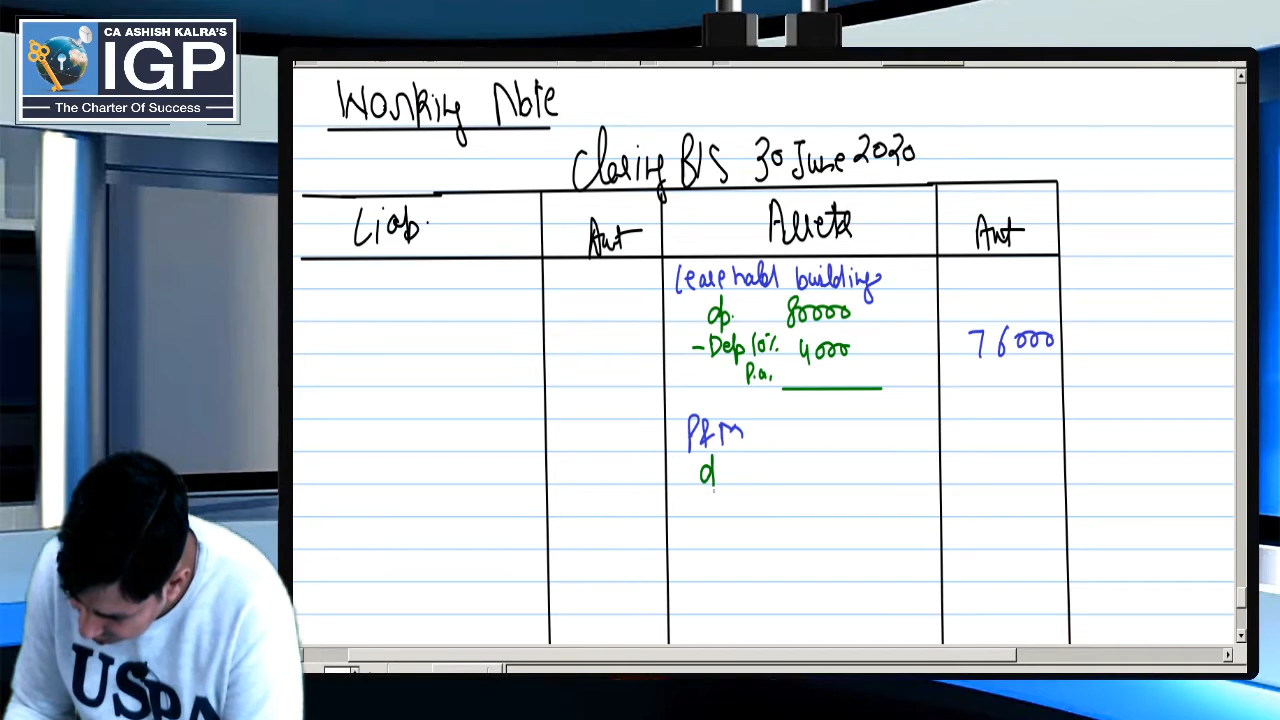 CA ASHISH KALRA'S
IGP
The Charter Of Success
Working Note
Closing B/S 30 June 2020
Liab. Amt Assets Amt
leasehold building
op. 80000
- Dep 10% 4000 76000
p.a.
P&M
USPA